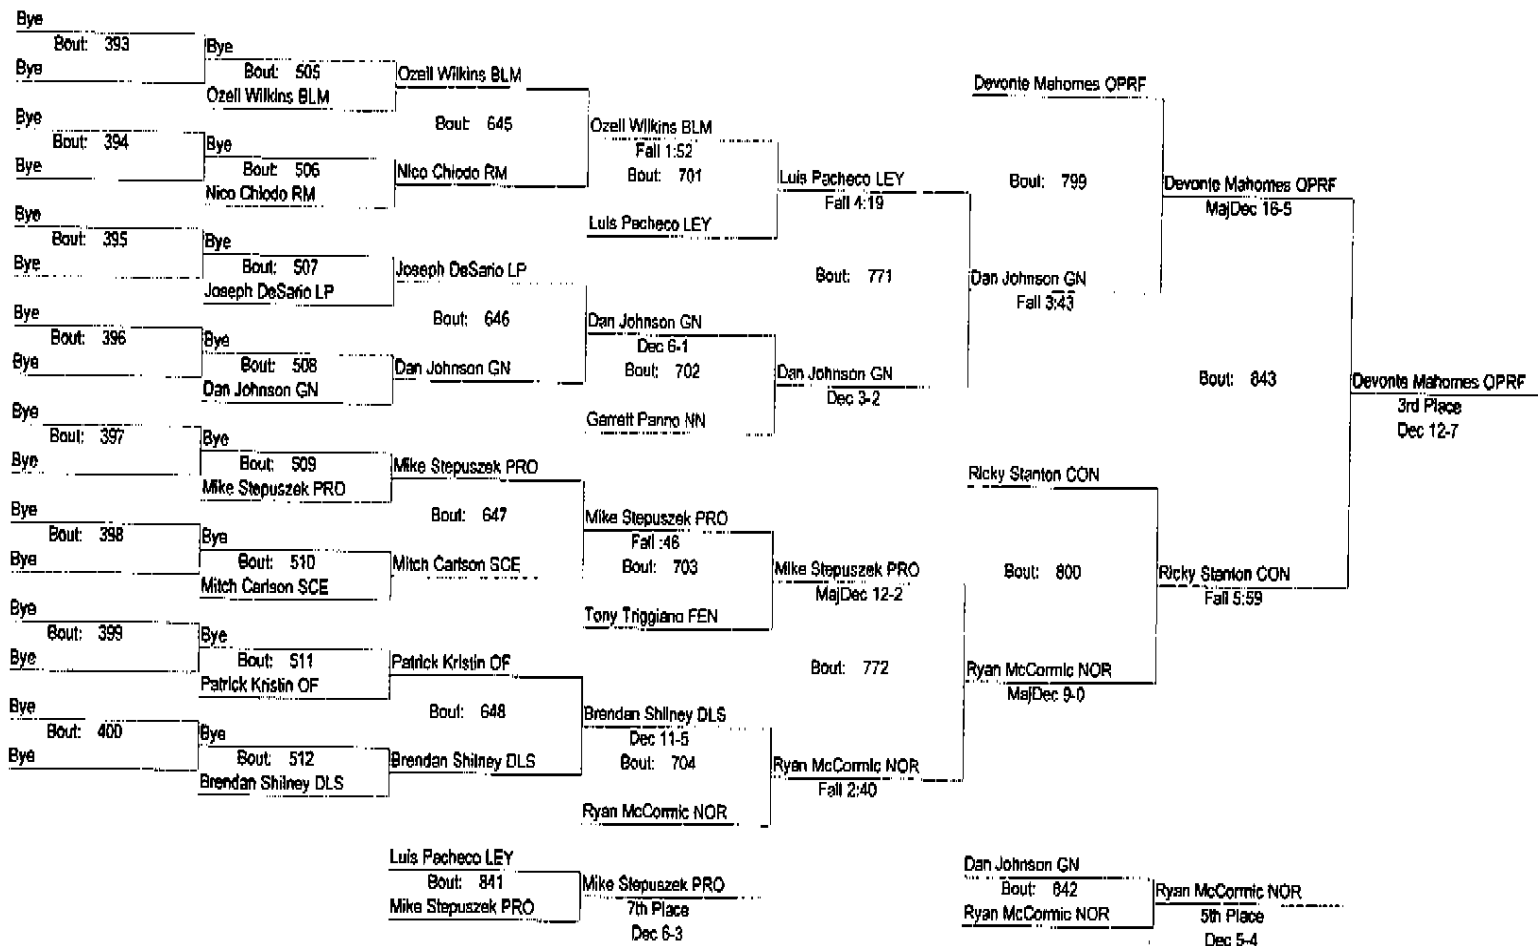 Bye
Bout: 393
Bye
Bye
Bout: 505
Ozell Wilkins BLM
Bye
Bout: 394
Bye
Bye
Bout: 506
Nico Chiodo RM
Bye
Bout: 395
Bye
Bye
Bout: 507
Joseph DeSario LP
Bye
Bout: 396
Bye
Bye
Bout: 508
Dan Johnson GN
Bye
Bout: 397
Bye
Bye
Bout: 509
Mike Stepuszek PRO
Bye
Bout: 398
Bye
Bye
Bout: 510
Mitch Carlson SCE
Bye
Bout: 399
Bye
Bye
Bout: 511
Patrick Kristin OF
Bye
Bout: 400
Bye
Bye
Bout: 512
Brendan Shilney DLS
Ozell Wilkins BLM
Bout: 645
Nico Chiodo RM
Joseph DeSario LP
Bout: 646
Dan Johnson GN
Mike Stepuszek PRO
Bout: 647
Mitch Carlson SCE
Patrick Kristin OF
Bout: 648
Brendan Shilney DLS
Ozell Wilkins BLM
Fall 1:52
Bout: 701
Luis Pacheco LEY
Dan Johnson GN
Dec 6-1
Bout: 702
Garrett Panno NN
Mike Stepuszek PRO
Fall :46
Bout: 703
Tony Triggiano FEN
Brendan Shilney DLS
Dec 11-5
Bout: 704
Ryan McCormic NOR
Luis Pacheco LEY
Fall 4:19
Bout: 771
Dan Johnson GN
Dec 3-2
Mike Stepuszek PRO
MajDec 12-2
Bout: 772
Ryan McCormic NOR
Fall 2:40
Devonte Mahomes OPRF
Bout: 799
Dan Johnson GN
Fall 3:43
Ricky Stanton CON
Bout: 800
Ryan McCormic NOR
MajDec 9-0
Devonte Mahomes OPRF
MajDec 16-5
Bout: 843
Ricky Stanton CON
Fall 5:59
Devonte Mahomes OPRF
3rd Place
Dec 12-7
Luis Pacheco LEY
Bout: 841
Mike Stepuszek PRO
Mike Stepuszek PRO
7th Place
Dec 6-3
Dan Johnson GN
Bout: 842
Ryan McCormic NOR
Ryan McCormic NOR
5th Place
Dec 5-4